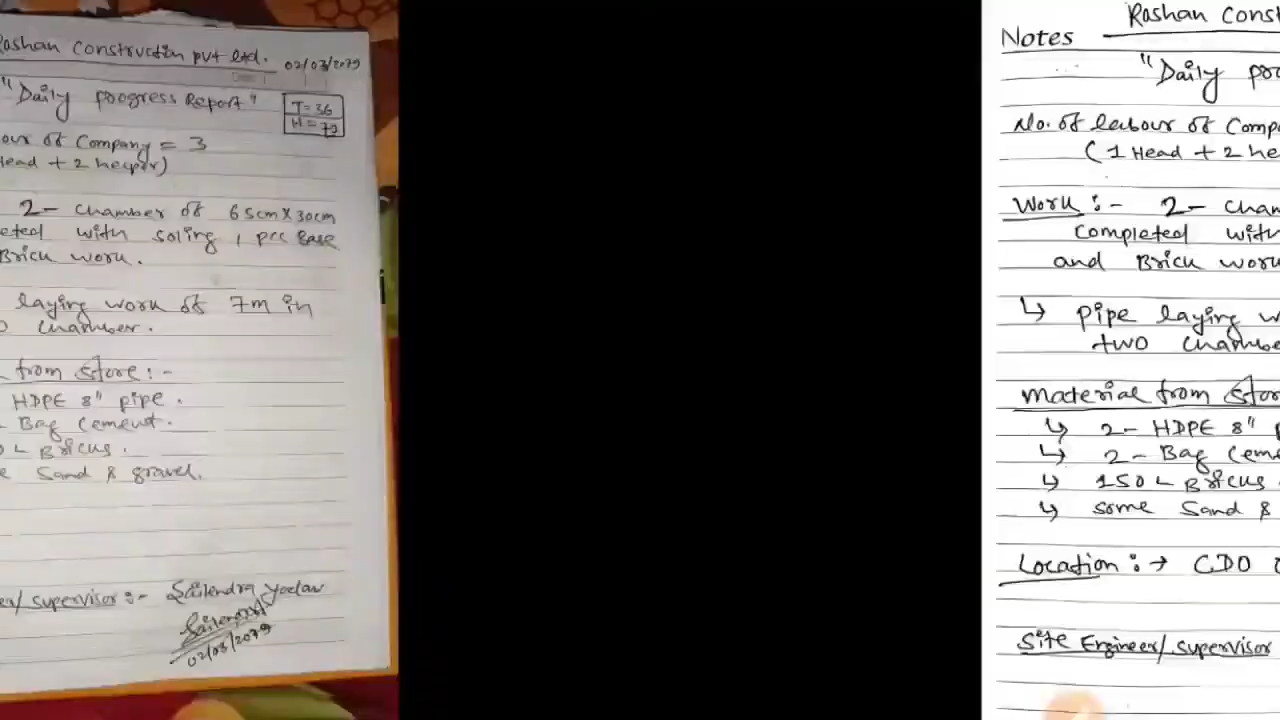 Roshan Construction pvt ltd. 02/03/2079
"Daily progress Report"
T = 36
H = 79
our of Company = 3
Head + 2 helper)
2- Chamber of 65cm X 30cm
eted with soling, pcc base
Brick work.
laying work of 7m in
o chamber.
from store:-
HDPE 8" pipe.
Bag Cement.
Bricks.
e Sand & gravel.
er/supervisor:- Sailendra Yadav
02/03/2079
Notes
Roshan Const
"Daily pro
No. of labour of Comp
(1 Head + 2 he
Work :- 2- Cham
Completed with
and Brick work
↳ pipe laying w
two chambe
Material from Stor
↳ 2- HDPE 8" p
↳ 2- Bag Ceme
↳ 150 L Bricks
↳ some Sand &
Location :→ CDO
Site Engineer/supervisor